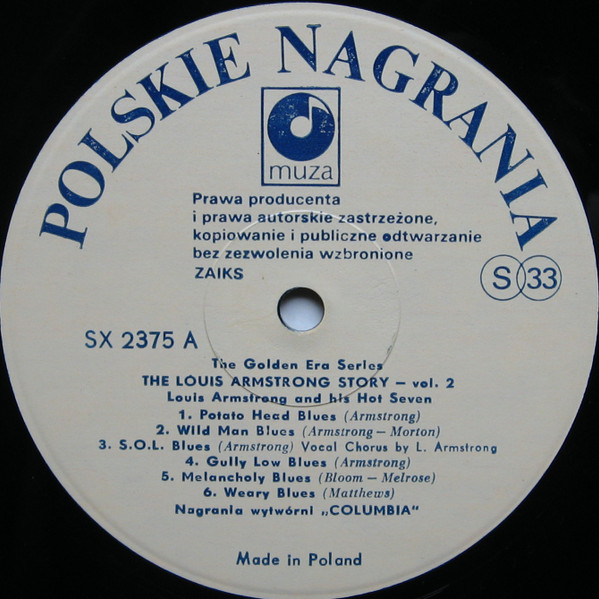 POLSKIE NAGRANIA
muza
Prawa producenta
i prawa autorskie zastrzeżone,
kopiowanie i publiczne odtwarzanie
bez zezwolenia wzbronione
ZAIKS
S 33
SX 2375 A
The Golden Era Series
THE LOUIS ARMSTRONG STORY – vol. 2
Louis Armstrong and his Hot Seven
1. Potato Head Blues (Armstrong)
2. Wild Man Blues (Armstrong – Morton)
3. S.O.L. Blues (Armstrong) Vocal Chorus by L. Armstrong
4. Gully Low Blues (Armstrong)
5. Melancholy Blues (Bloom – Melrose)
6. Weary Blues (Matthews)
Nagrania wytwórni „COLUMBIA"
Made in Poland